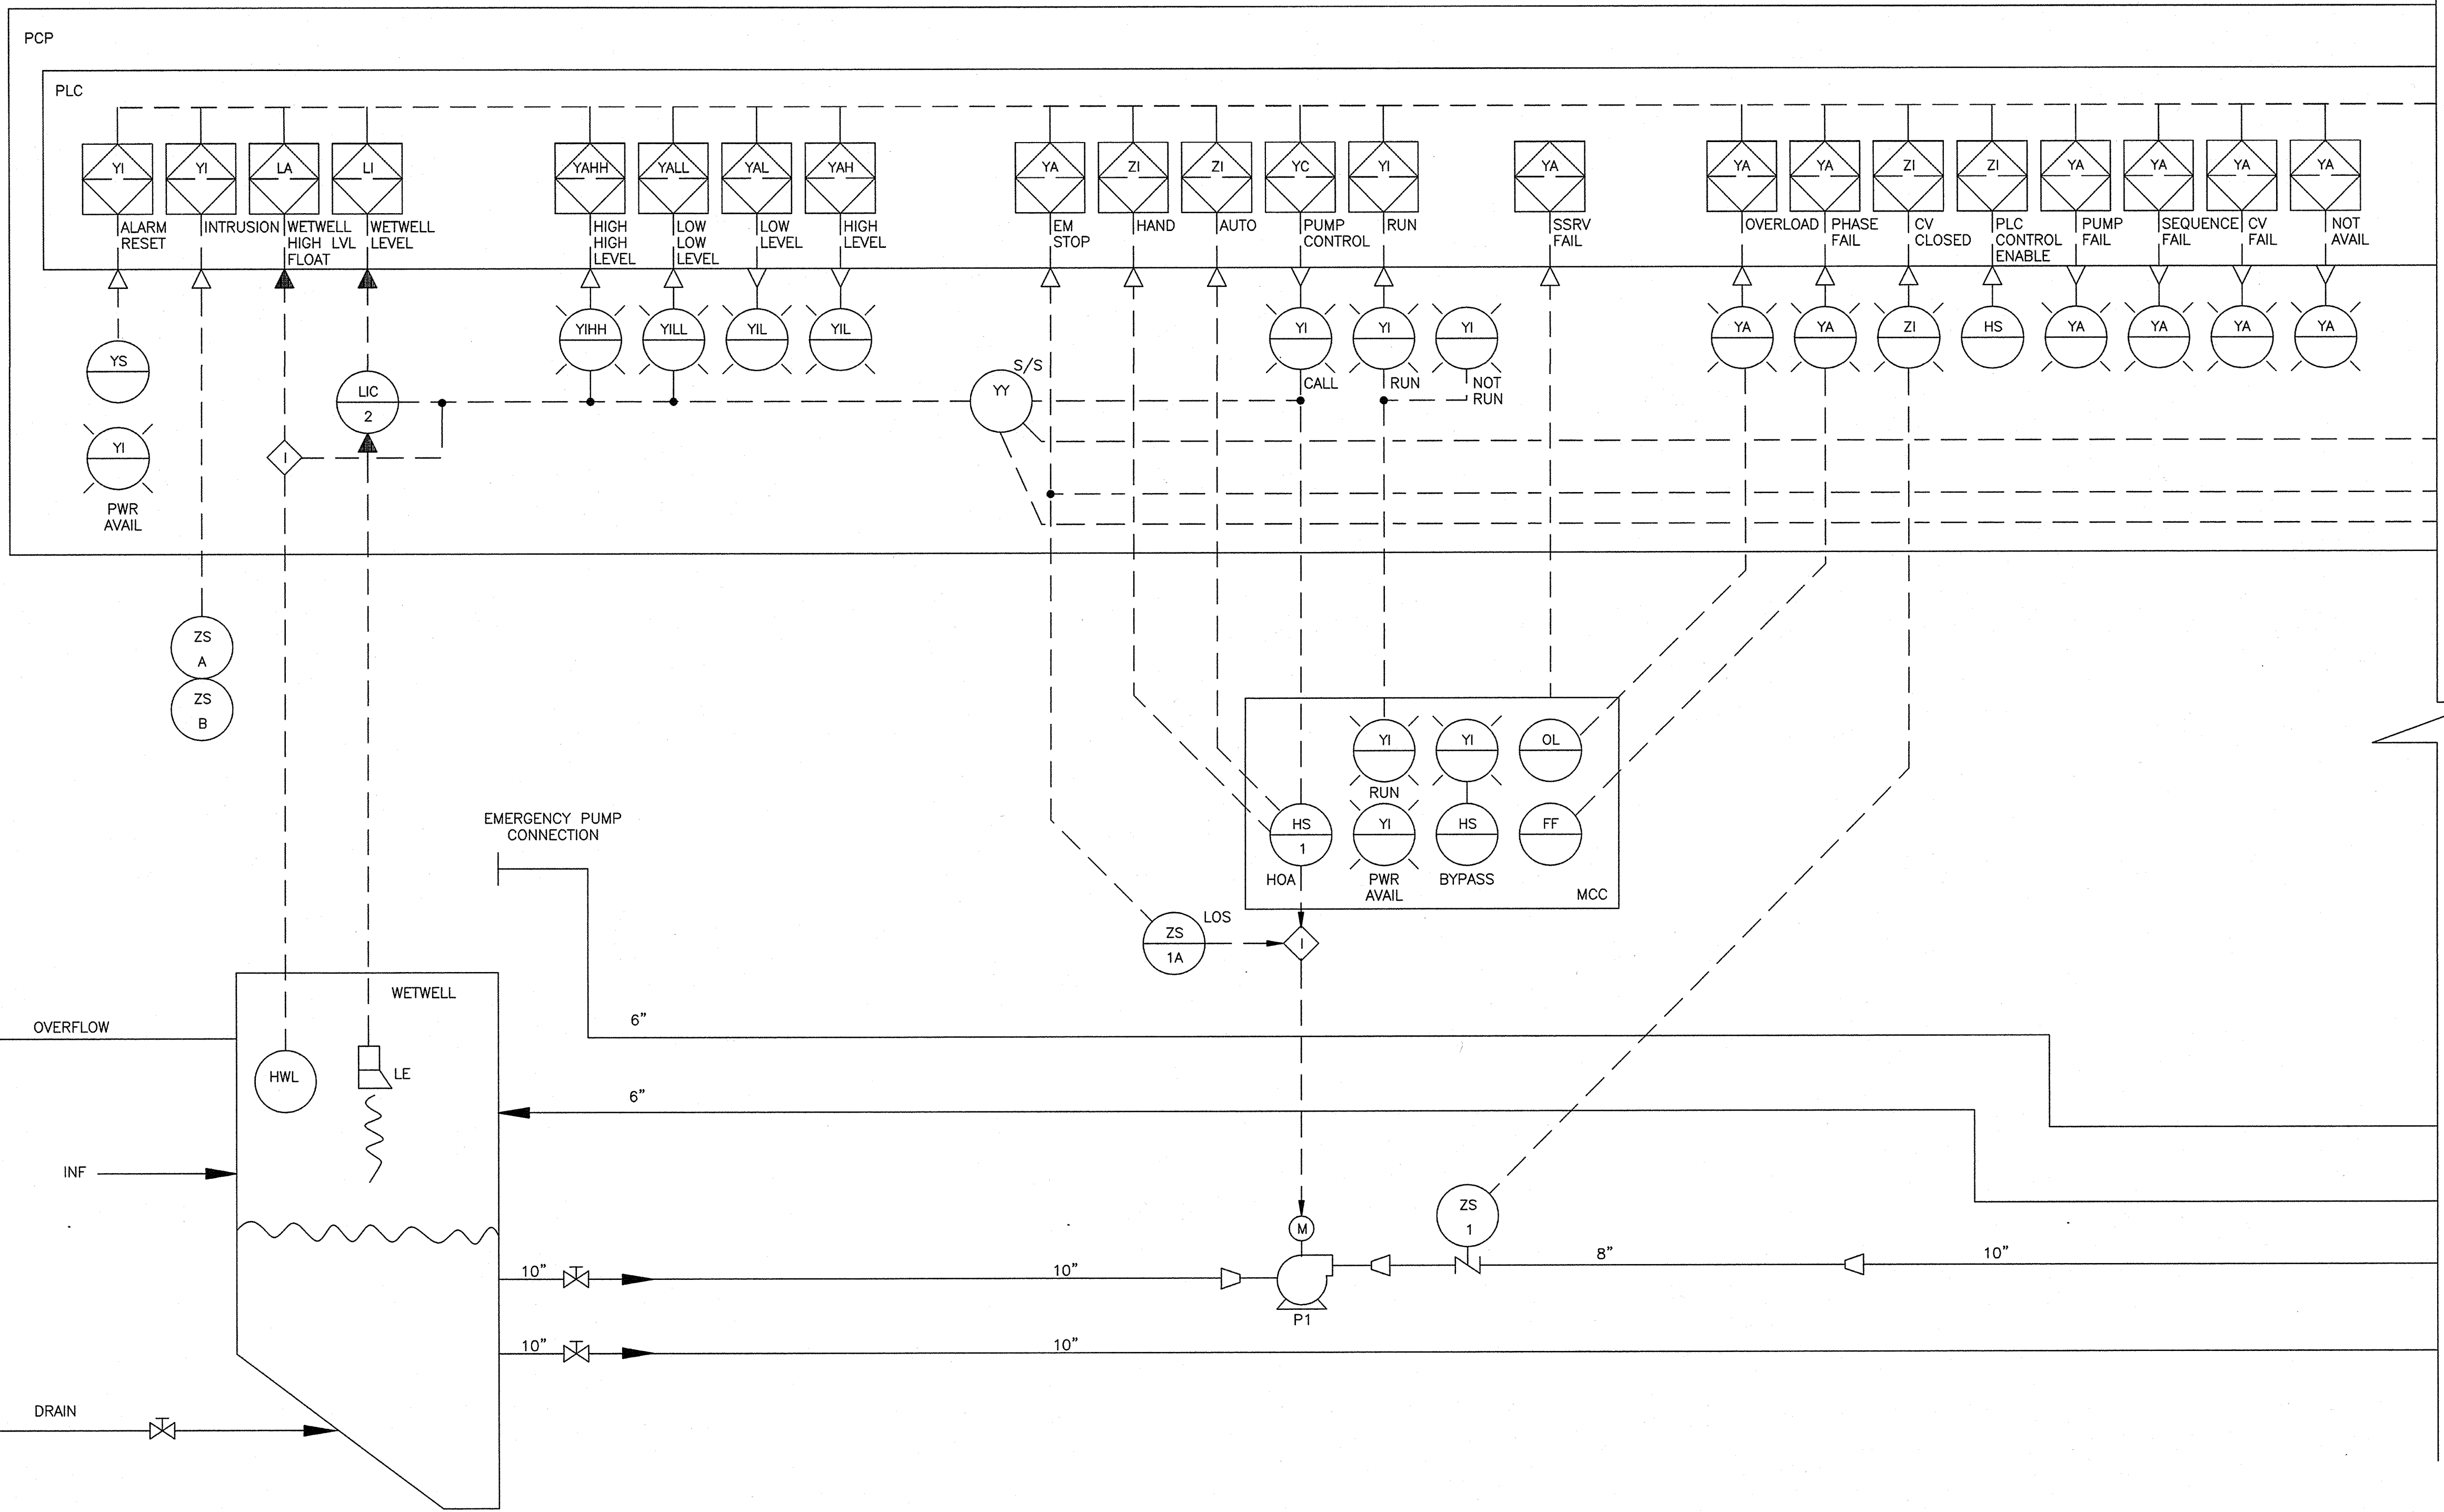 PCP
PLC
YI
YI
LA
LI
YAHH
YALL
YAL
YAH
YA
ZI
ZI
YC
YI
YA
YA
YA
ZI
ZI
YA
YA
YA
YA
ALARM
RESET
INTRUSION
WETWELL
HIGH LVL
FLOAT
WETWELL
LEVEL
HIGH
HIGH
LEVEL
LOW
LOW
LEVEL
LOW
LEVEL
HIGH
LEVEL
EM
STOP
HAND
AUTO
PUMP
CONTROL
RUN
SSRV
FAIL
OVERLOAD
PHASE
FAIL
CV
CLOSED
PLC
CONTROL
ENABLE
PUMP
FAIL
SEQUENCE
FAIL
CV
FAIL
NOT
AVAIL
YS
YIHH
YILL
YIL
YIL
YI
YI
YI
YA
YA
ZI
HS
YA
YA
YA
YA
LIC
2
S/S
YY
CALL
RUN
NOT
RUN
YI
PWR
AVAIL
I
ZS
A
ZS
B
YI
RUN
YI
OL
HS
1
HOA
YI
PWR
AVAIL
HS
BYPASS
FF
MCC
EMERGENCY PUMP
CONNECTION
ZS
1A
LOS
I
WETWELL
OVERFLOW
HWL
LE
6"
6"
INF
ZS
1
M
P1
10"
10"
8"
10"
10"
10"
DRAIN